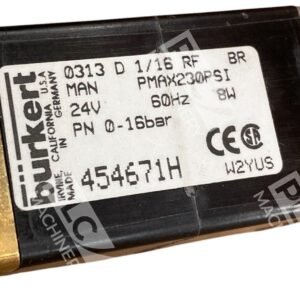 bürkert
CALIFORNIA U.S.A
IN GERMANY
MADE
0313 D 1/16 RF BR
MAN PMAX230PSI
24V 60Hz 8W
PN 0-16bar
CE
454671H
W2YUS